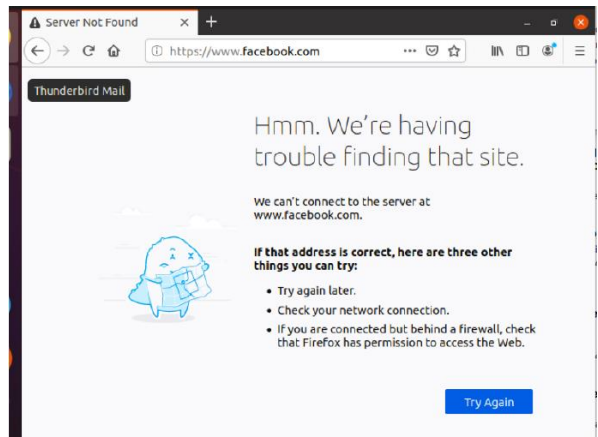 Server Not Found
https://www.facebook.com
Thunderbird Mail
Hmm. We're having
trouble finding that site.
We can't connect to the server at
www.facebook.com.
If that address is correct, here are three other
things you can try:
• Try again later.
• Check your network connection.
• If you are connected but behind a firewall, check
that Firefox has permission to access the Web.
Try Again